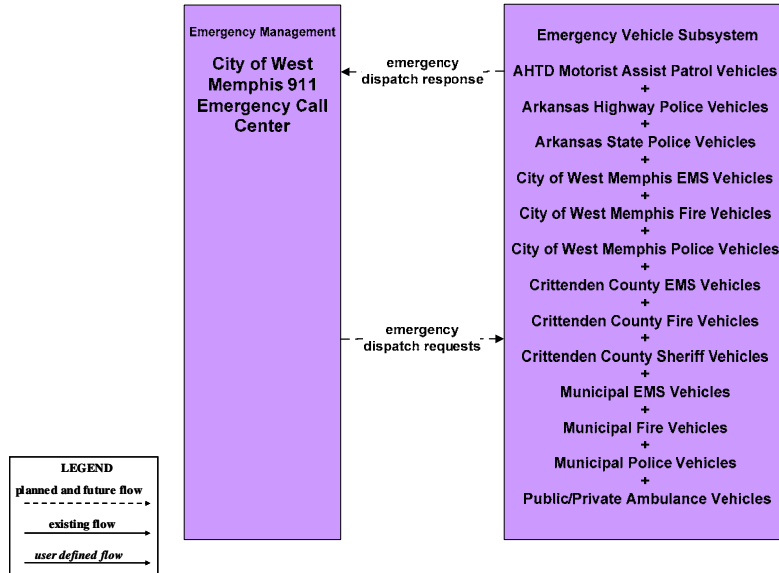 Emergency Management
City of West
Memphis 911
Emergency Call
Center
emergency
dispatch response
emergency
dispatch requests
Emergency Vehicle Subsystem
AHTD Motorist Assist Patrol Vehicles
+
Arkansas Highway Police Vehicles
+
Arkansas State Police Vehicles
+
City of West Memphis EMS Vehicles
+
City of West Memphis Fire Vehicles
+
City of West Memphis Police Vehicles
+
Crittenden County EMS Vehicles
+
Crittenden County Fire Vehicles
+
Crittenden County Sheriff Vehicles
+
Municipal EMS Vehicles
+
Municipal Fire Vehicles
+
Municipal Police Vehicles
+
Public/Private Ambulance Vehicles
LEGEND
planned and future flow
existing flow
user defined flow